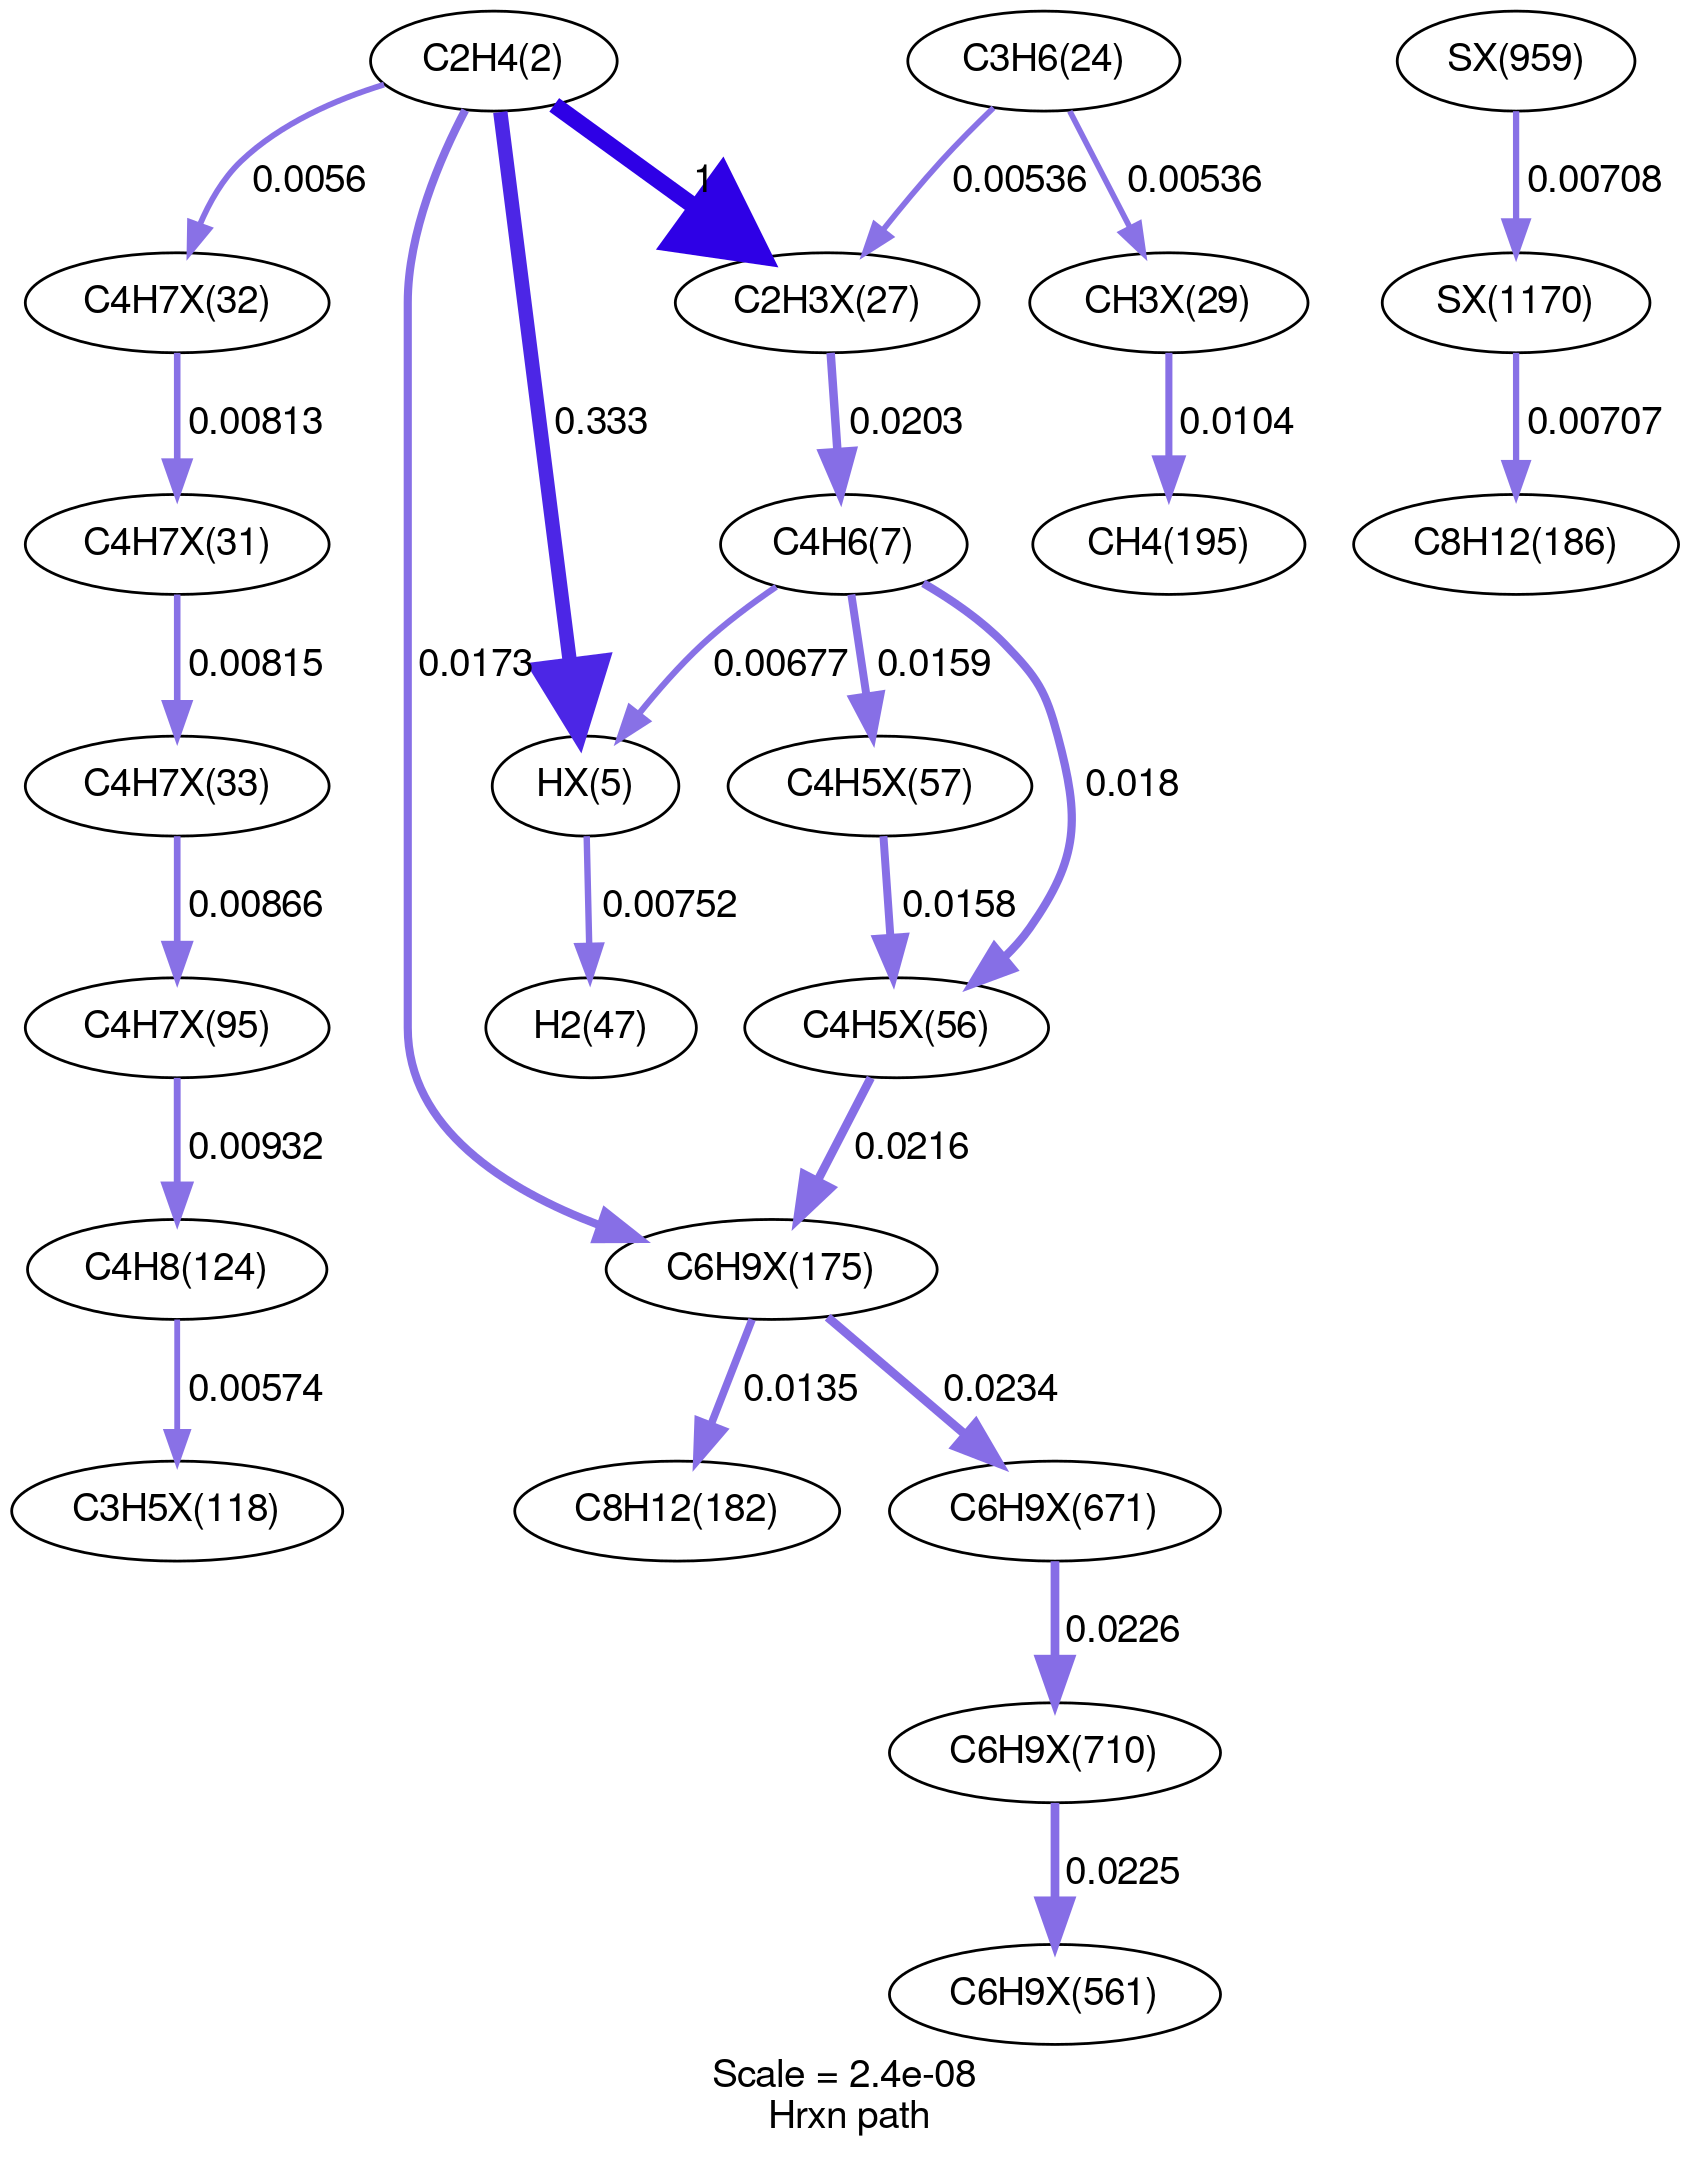 C2H4(2)
C3H6(24)
SX(959)
0.0056
1
0.00536
0.00536
0.00708
C4H7X(32)
C2H3X(27)
CH3X(29)
SX(1170)
0.00813
0.333
0.0203
0.0104
0.00707
C4H7X(31)
C4H6(7)
CH4(195)
C8H12(186)
0.00815
0.0173
0.00677
0.0159
0.018
C4H7X(33)
HX(5)
C4H5X(57)
0.00866
0.00752
0.0158
C4H7X(95)
H2(47)
C4H5X(56)
0.00932
0.0216
C4H8(124)
C6H9X(175)
0.00574
0.0135
0.0234
C3H5X(118)
C8H12(182)
C6H9X(671)
0.0226
C6H9X(710)
0.0225
C6H9X(561)
Scale = 2.4e-08
Hrxn path